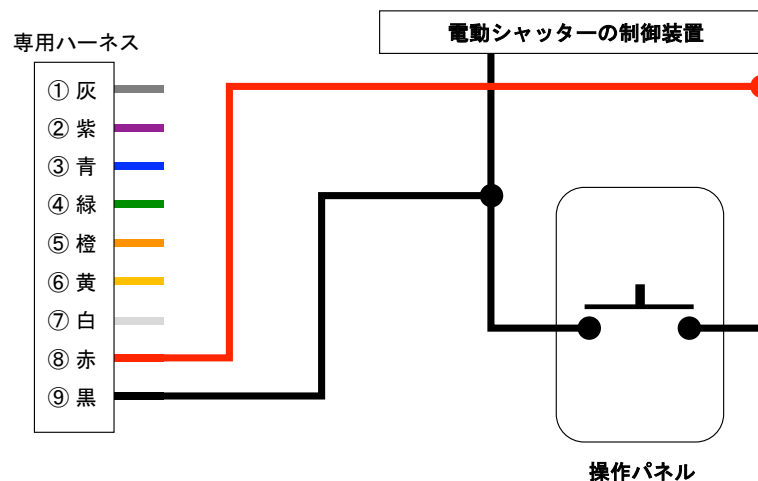 電動シャッターの制御装置
専用ハーネス
① 灰
② 紫
③ 青
④ 緑
⑤ 橙
⑥ 黄
⑦ 白
⑧ 赤
⑨ 黒
操作パネル